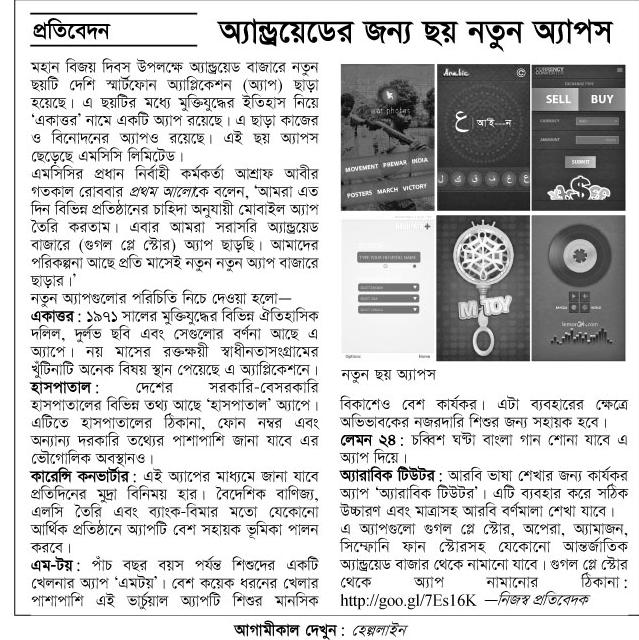 প্রতিবেদন
অ্যান্ড্রয়েডের জন্য ছয় নতুন অ্যাপস
মহান বিজয় দিবস উপলক্ষে অ্যান্ড্রয়েড বাজারে নতুন
ছয়টি দেশি স্মার্টফোন অ্যাপ্লিকেশন (অ্যাপ) ছাড়া
হয়েছে। এ ছয়টির মধ্যে মুক্তিযুদ্ধের ইতিহাস নিয়ে
‘একাত্তর’ নামে একটি অ্যাপ রয়েছে। এ ছাড়া কাজের
ও বিনোদনের অ্যাপও রয়েছে। এই ছয় অ্যাপস
ছেড়েছে এমসিসি লিমিটেড।
এমসিসির প্রধান নির্বাহী কর্মকর্তা আশ্রাফ আবীর
গতকাল রোববার প্রথম আলোকে বলেন, ‘আমরা এত
দিন বিভিন্ন প্রতিষ্ঠানের চাহিদা অনুযায়ী মোবাইল অ্যাপ
তৈরি করতাম। এবার আমরা সরাসরি অ্যান্ড্রয়েড
বাজারে (গুগল প্লে স্টোর) অ্যাপ ছাড়ছি। আমাদের
পরিকল্পনা আছে প্রতি মাসেই নতুন নতুন অ্যাপ বাজারে
ছাড়ার।’
নতুন অ্যাপগুলোর পরিচিতি নিচে দেওয়া হলো—
একাত্তর : ১৯৭১ সালের মুক্তিযুদ্ধের বিভিন্ন ঐতিহাসিক
দলিল, দুর্লভ ছবি এবং সেগুলোর বর্ণনা আছে এ
অ্যাপে। নয় মাসের রক্তক্ষয়ী স্বাধীনতাসংগ্রামের
খুঁটিনাটি অনেক বিষয় স্থান পেয়েছে এ অ্যাপ্লিকেশনে।
হাসপাতাল : দেশের সরকারি-বেসরকারি
হাসপাতালের বিভিন্ন তথ্য আছে ‘হাসপাতাল’ অ্যাপে।
এটিতে হাসপাতালের ঠিকানা, ফোন নম্বর এবং
অন্যান্য দরকারি তথ্যের পাশাপাশি জানা যাবে এর
ভৌগোলিক অবস্থানও।
কারেন্সি কনভার্টার : এই অ্যাপের মাধ্যমে জানা যাবে
প্রতিদিনের মুদ্রা বিনিময় হার। বৈদেশিক বাণিজ্য,
এলসি তৈরি এবং ব্যাংক-বিমার মতো যেকোনো
আর্থিক প্রতিষ্ঠানে অ্যাপটি বেশ সহায়ক ভূমিকা পালন
করবে।
এম-টয় : পাঁচ বছর বয়স পর্যন্ত শিশুদের একটি
খেলনার অ্যাপ ‘এমটয়’। বেশ কয়েক ধরনের খেলার
পাশাপাশি এই ভার্চুয়াল অ্যাপটি শিশুর মানসিক
photos
MOVEMENT PREWAR INDIA
POSTERS MARCH VICTORY
Arabic
ع
আই---ন
CURRENCY
SELL BUY
CURRENCY
AMOUNT
SUBMIT
TYPE YOUR HOSPITAL NAME
Options Home
M-TOY
lemon24.com
নতুন ছয় অ্যাপস
বিকাশেও বেশ কার্যকর। এটা ব্যবহারের ক্ষেত্রে
অভিভাবকের নজরদারি শিশুর জন্য সহায়ক হবে।
লেমন ২৪ : চব্বিশ ঘণ্টা বাংলা গান শোনা যাবে এ
অ্যাপ দিয়ে।
অ্যারাবিক টিউটর : আরবি ভাষা শেখার জন্য কার্যকর
অ্যাপ ‘অ্যারাবিক টিউটর’। এটি ব্যবহার করে সঠিক
উচ্চারণ এবং মাত্রাসহ আরবি বর্ণমালা শেখা যাবে।
এ অ্যাপগুলো গুগল প্লে স্টোর, অপেরা, অ্যামাজন,
সিম্ফোনি ফান স্টোরসহ যেকোনো আন্তর্জাতিক
অ্যান্ড্রয়েড বাজার থেকে নামানো যাবে। গুগল প্লে স্টোর
থেকে অ্যাপ নামানোর ঠিকানা :
http://goo.gl/7Es16K —নিজস্ব প্রতিবেদক
আগামীকাল দেখুন : হেল্পলাইন